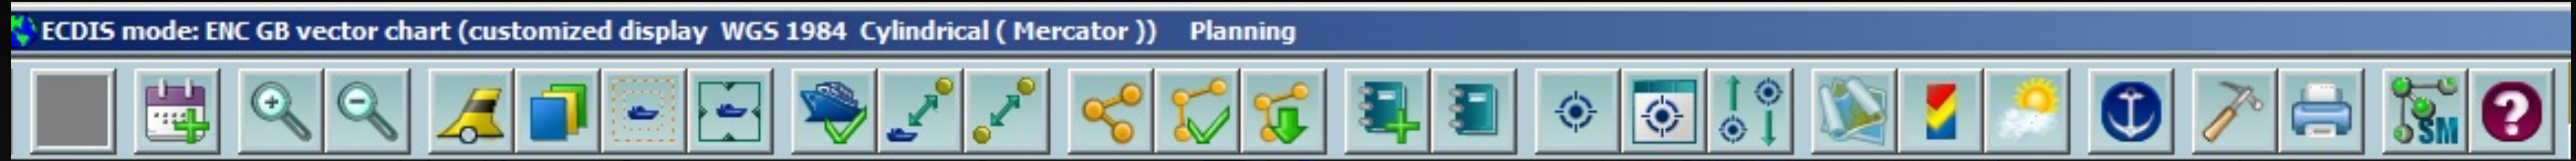 ECDIS mode: ENC GB vector chart (customized display WGS 1984 Cylindrical ( Mercator )) Planning
SM
?